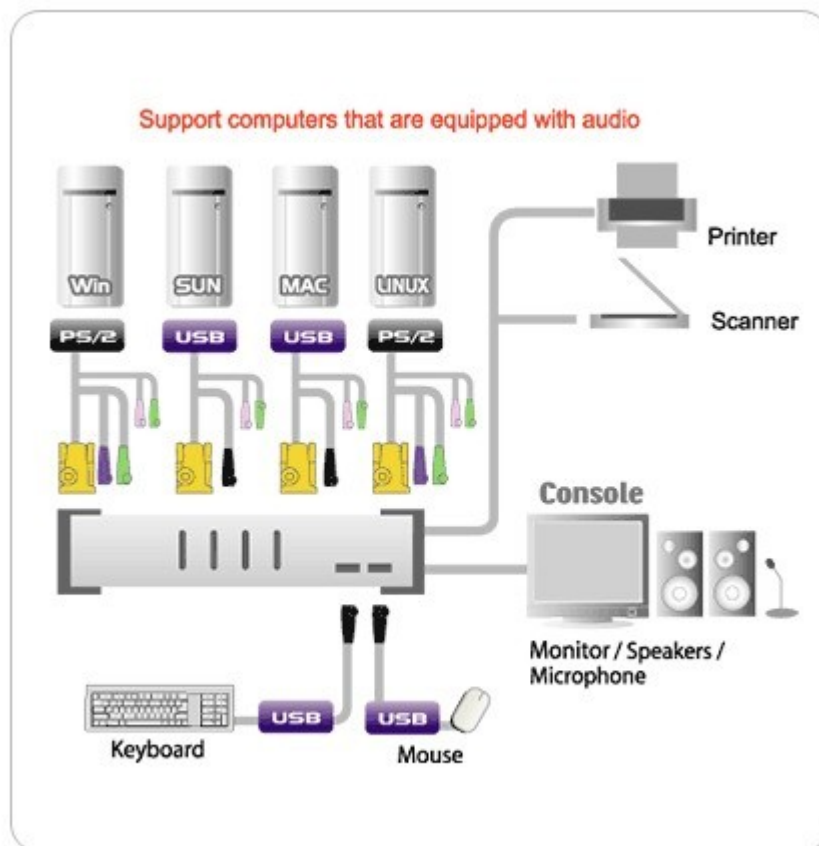 Support computers that are equipped with audio
Win
SUN
MAC
LINUX
PS/2
USB
USB
PS/2
Printer
Scanner
Console
Monitor / Speakers /
Microphone
USB
USB
Keyboard
Mouse